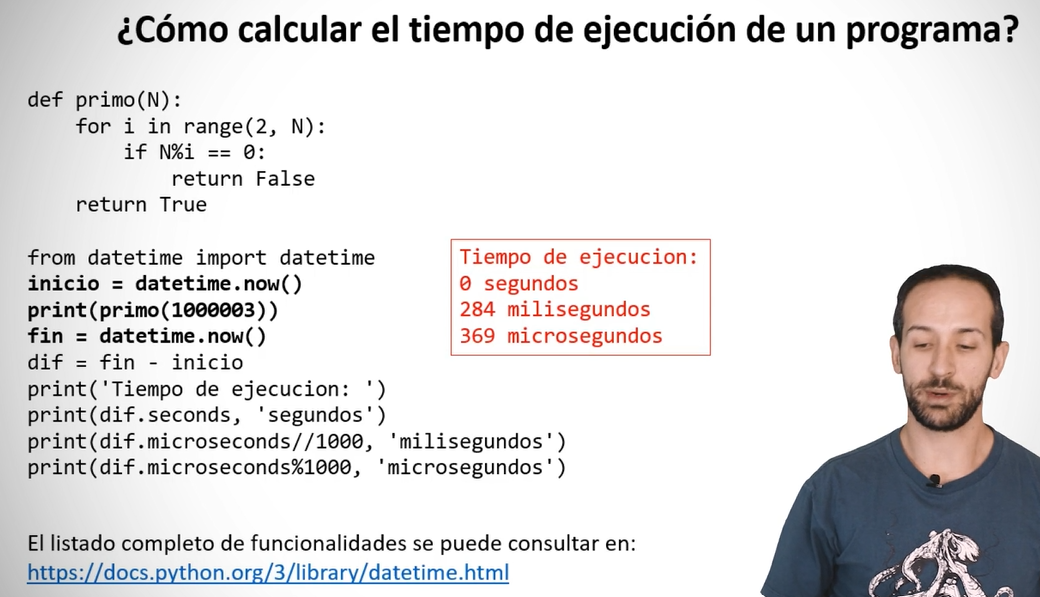 ¿Cómo calcular el tiempo de ejecución de un programa?
def primo(N):
    for i in range(2, N):
        if N%i == 0:
            return False
    return True
from datetime import datetime
inicio = datetime.now()
print(primo(1000003))
fin = datetime.now()
dif = fin - inicio
print('Tiempo de ejecucion: ')
print(dif.seconds, 'segundos')
print(dif.microseconds//1000, 'milisegundos')
print(dif.microseconds%1000, 'microsegundos')
Tiempo de ejecucion:
0 segundos
284 milisegundos
369 microsegundos
El listado completo de funcionalidades se puede consultar en:
https://docs.python.org/3/library/datetime.html